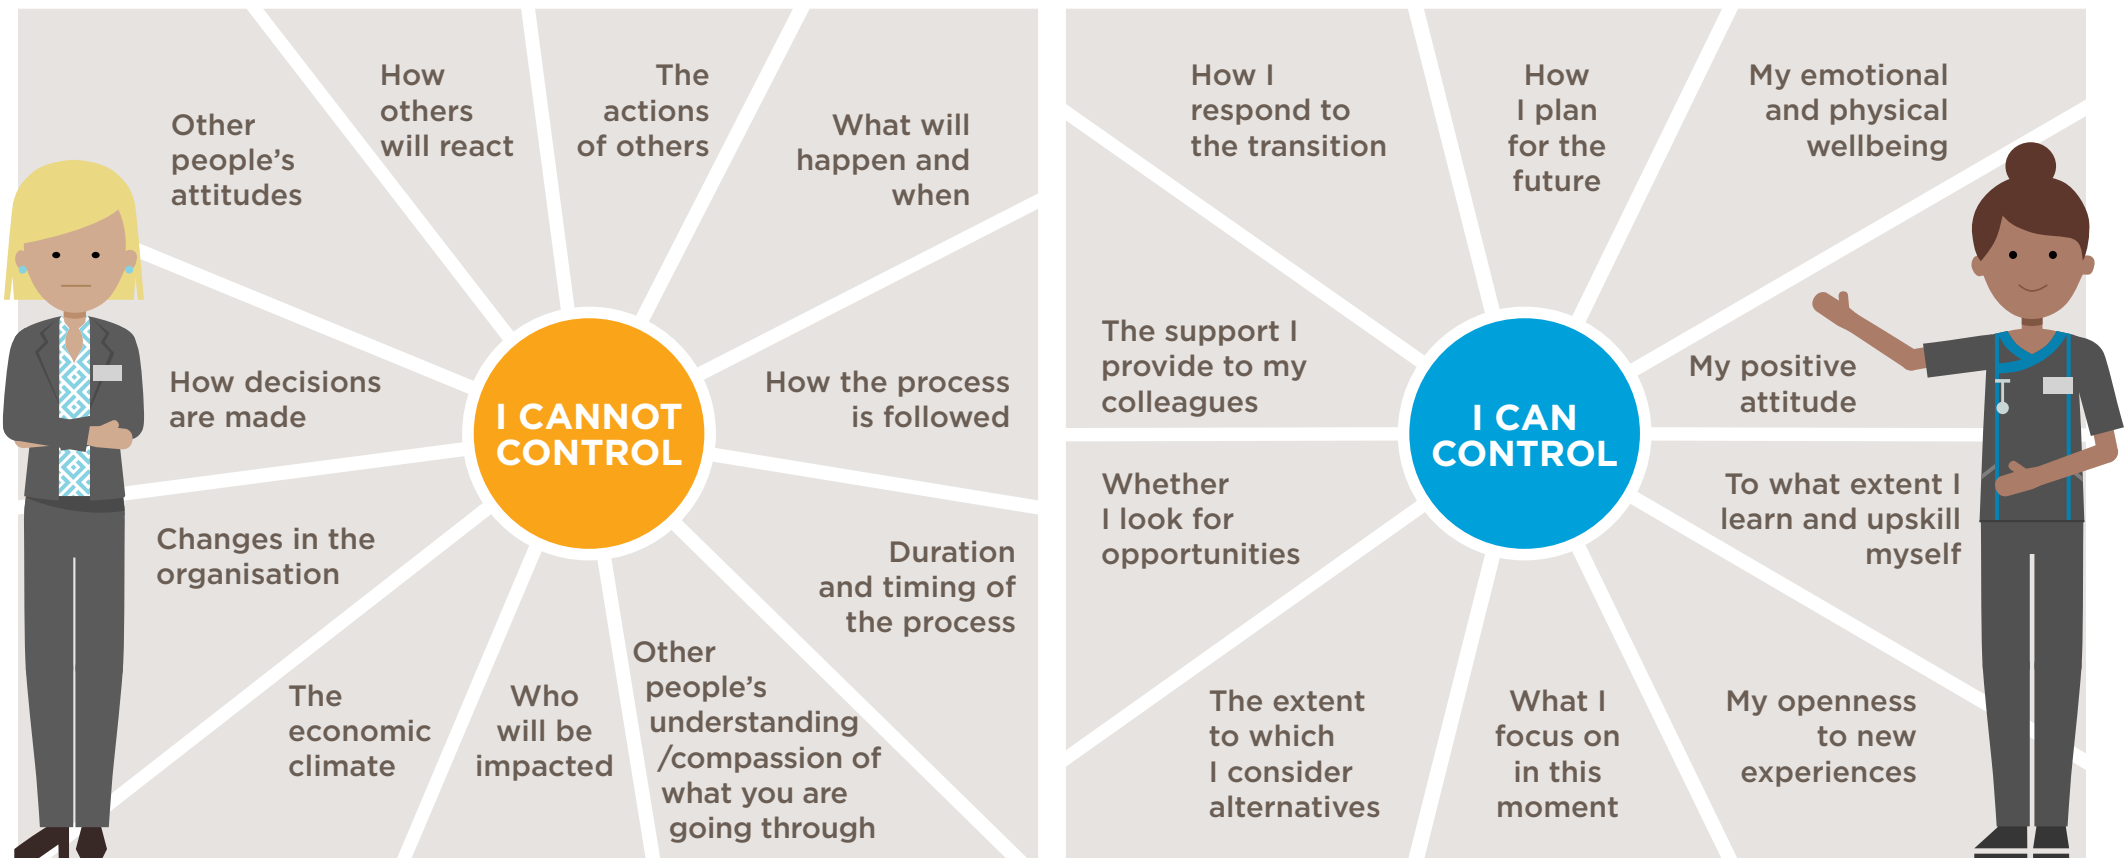 Other
people's
attitudes
How
others
will react
The
actions
of others
What will
happen and
when
How the process
is followed
Duration
and timing of
the process
Other
people's
understanding
/compassion of
what you are
going through
Who
will be
impacted
The
economic
climate
Changes in the
organisation
How decisions
are made
I CANNOT
CONTROL
How I
respond to
the transition
How
I plan
for the
future
My emotional
and physical
wellbeing
My positive
attitude
To what extent I
learn and upskill
myself
My openness
to new
experiences
What I
focus on
in this
moment
The extent
to which
I consider
alternatives
Whether
I look for
opportunities
The support I
provide to my
colleagues
I CAN
CONTROL